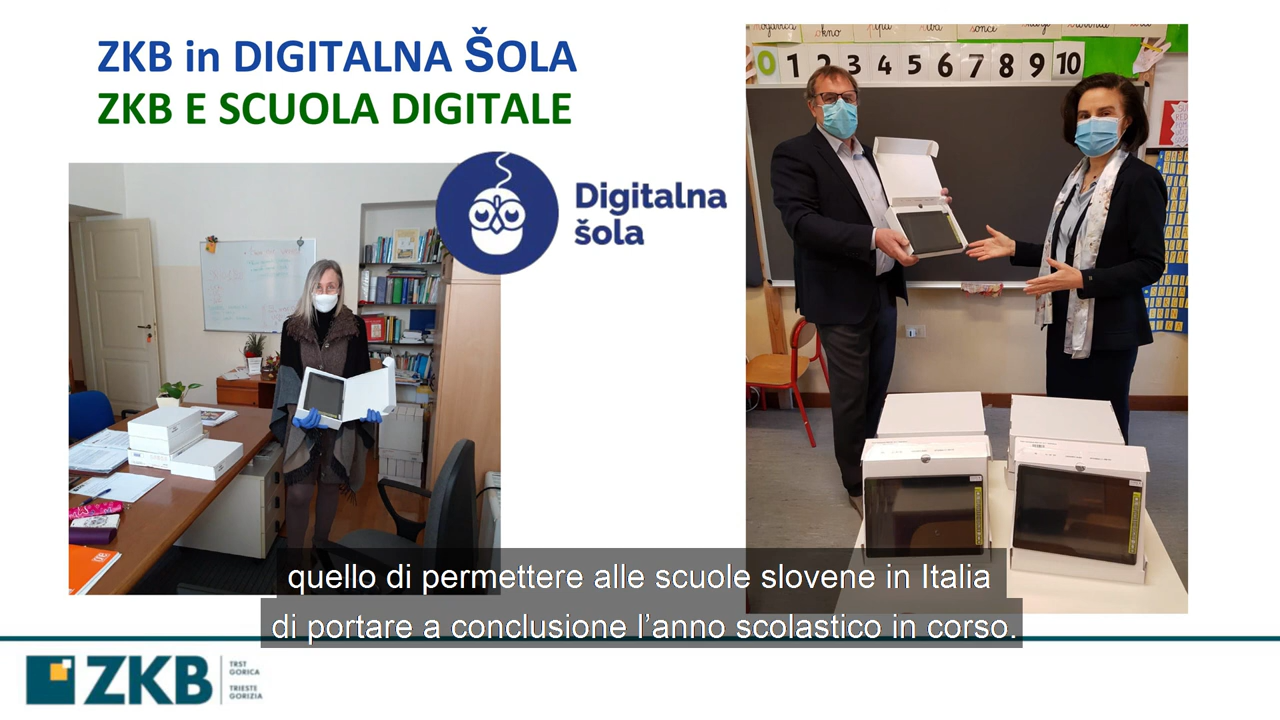 ZKB in DIGITALNA ŠOLA
ZKB E SCUOLA DIGITALE
Digitalna
šola
0 1 2 3 4 5 6 7 8 9 10
okno
sonce
quello di permettere alle scuole slovene in Italia
di portare a conclusione l’anno scolastico in corso.
ZKB
TRST
GORICA
TRIESTE
GORIZIA